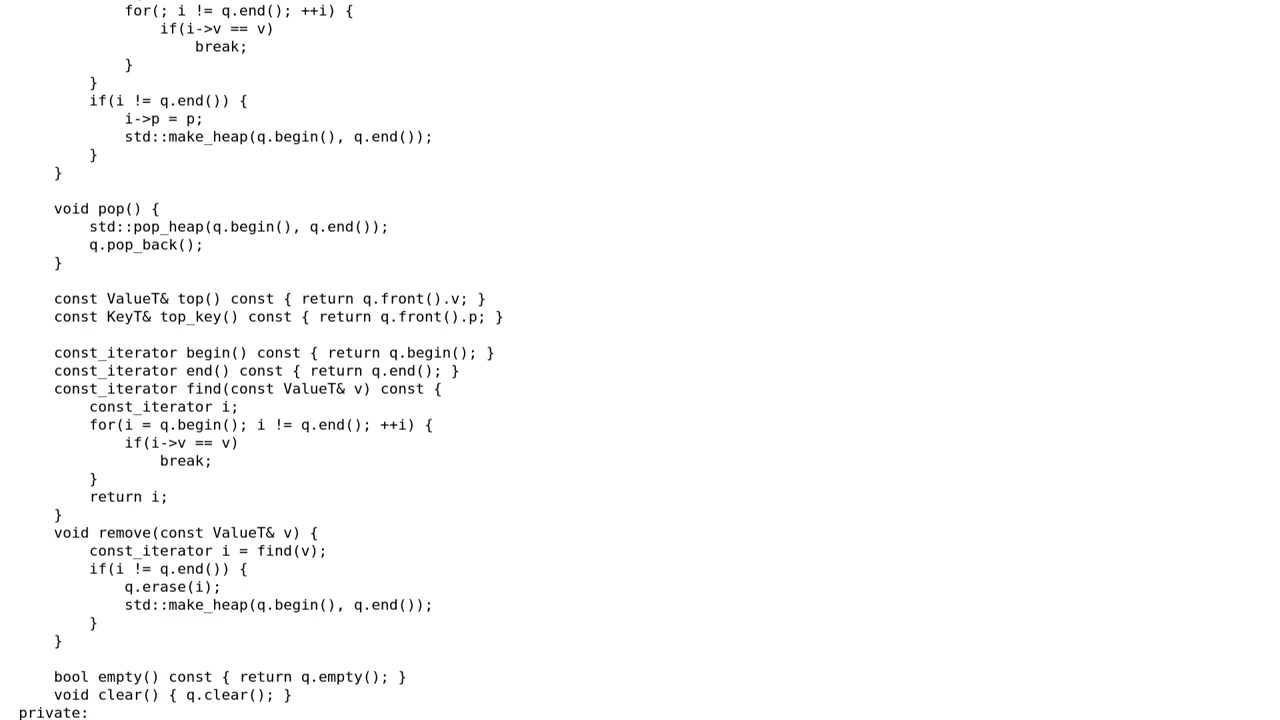 for(; i != q.end(); ++i) {
                if(i->v == v)
                    break;
            }
        }
        if(i != q.end()) {
            i->p = p;
            std::make_heap(q.begin(), q.end());
        }
    }

    void pop() {
        std::pop_heap(q.begin(), q.end());
        q.pop_back();
    }

    const ValueT& top() const { return q.front().v; }
    const KeyT& top_key() const { return q.front().p; }

    const_iterator begin() const { return q.begin(); }
    const_iterator end() const { return q.end(); }
    const_iterator find(const ValueT& v) const {
        const_iterator i;
        for(i = q.begin(); i != q.end(); ++i) {
            if(i->v == v)
                break;
        }
        return i;
    }
    void remove(const ValueT& v) {
        const_iterator i = find(v);
        if(i != q.end()) {
            q.erase(i);
            std::make_heap(q.begin(), q.end());
        }
    }

    bool empty() const { return q.empty(); }
    void clear() { q.clear(); }
private: